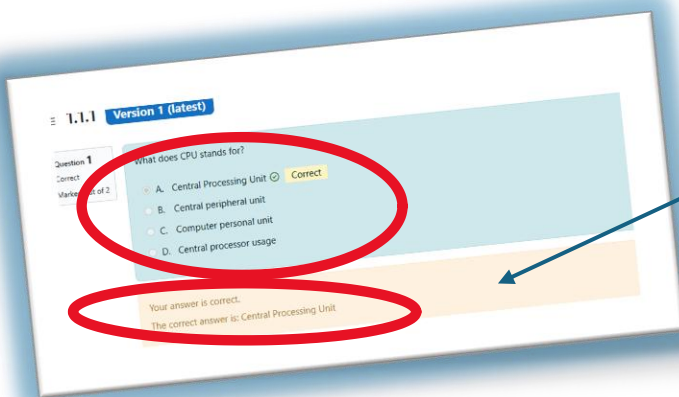 1.1.1 Version 1 (latest)
Question 1
Correct
What does CPU stands for?
A. Central Processing Unit Correct
B. Central peripheral unit
C. Computer personal unit
D. Central processor usage
Your answer is correct.
The correct answer is: Central Processing Unit